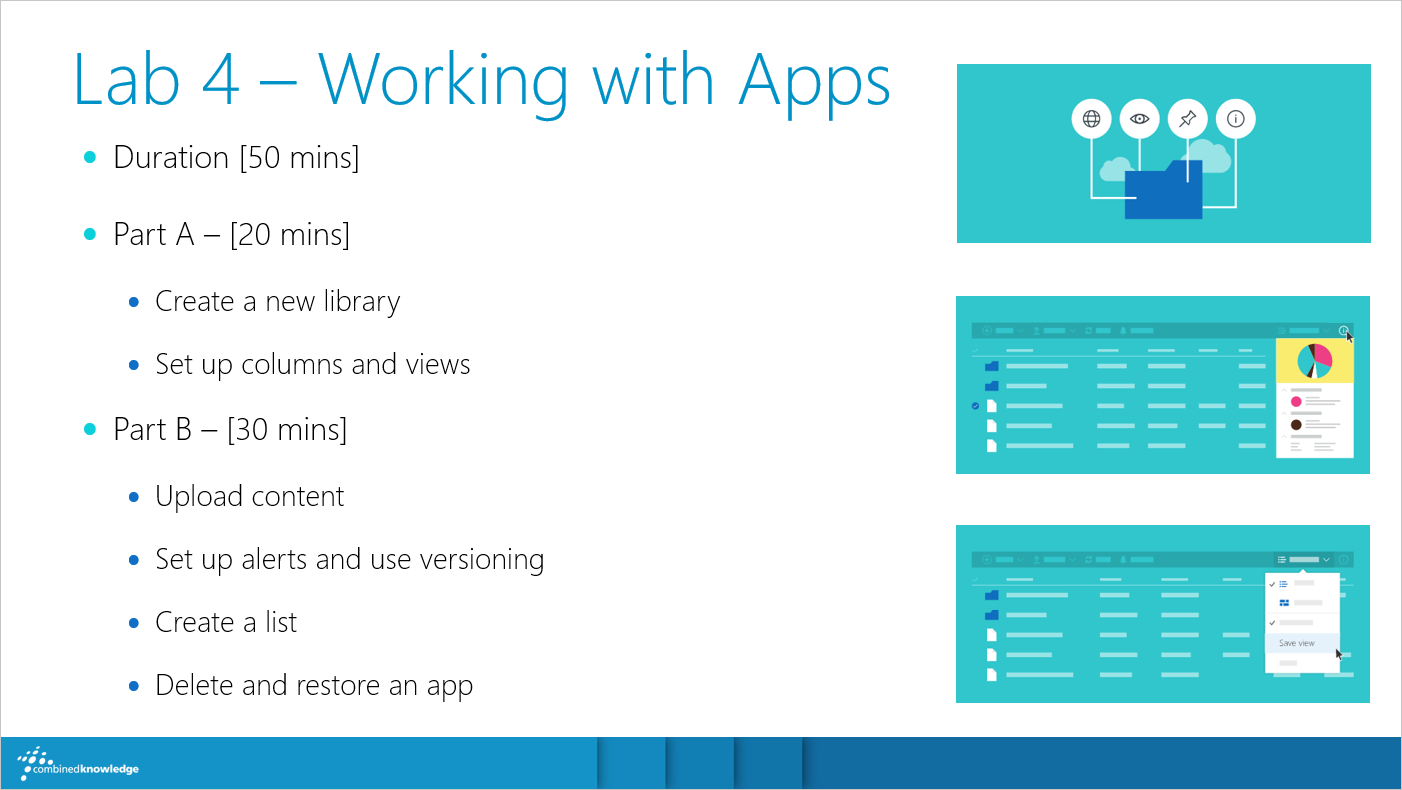 Lab 4 – Working with Apps
Duration [50 mins]
Part A – [20 mins]
Create a new library
Set up columns and views
Part B – [30 mins]
Upload content
Set up alerts and use versioning
Create a list
Delete and restore an app
Save view
combinedknowledge